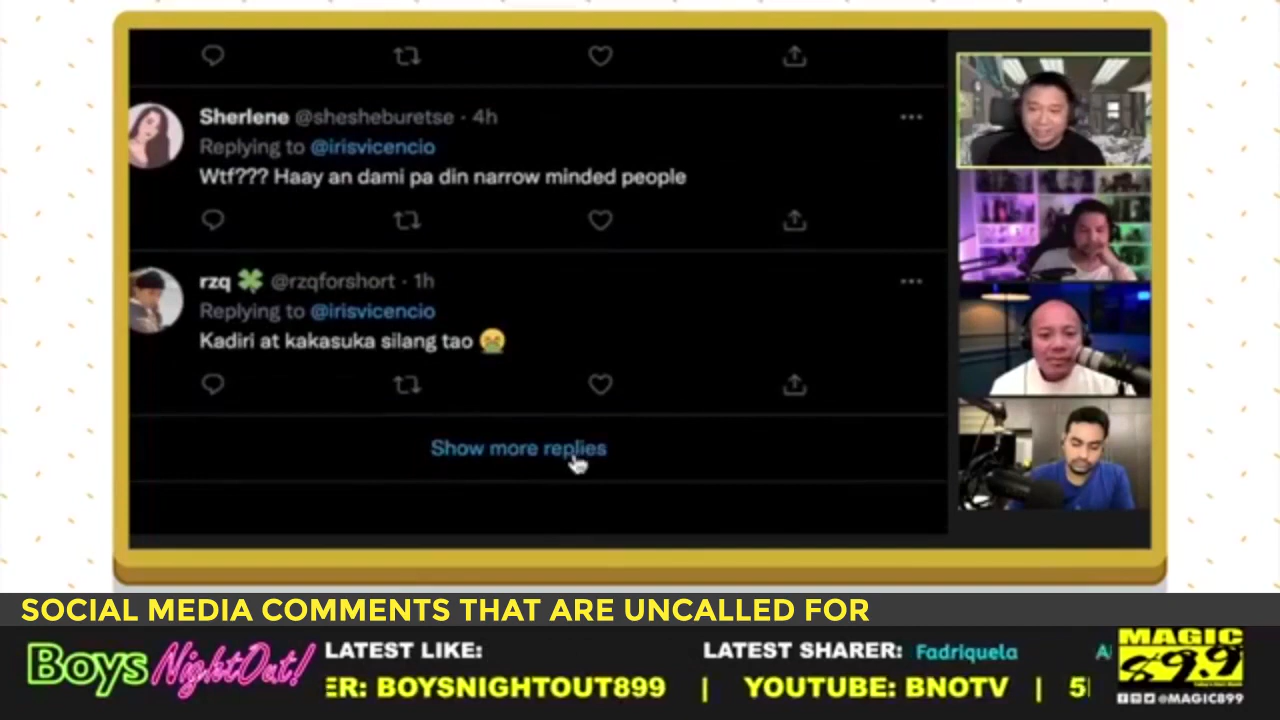 Sherlene @shesheburetse · 4h
Replying to @irisvicencio
Wtf??? Haay an dami pa din narrow minded people
rzq 🍀 @rzqforshort · 1h
Replying to @irisvicencio
Kadiri at kakasuka silang tao 🤮
Show more replies
SOCIAL MEDIA COMMENTS THAT ARE UNCALLED FOR
Boys NightOut!
LATEST LIKE:
LATEST SHARER: Fadriquela
ER: BOYSNIGHTOUT899 | YOUTUBE: BNOTV |
MAGIC
89.9
@MAGIC899